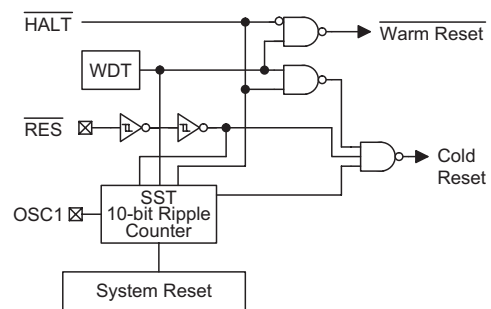 HALT
Warm Reset
WDT
RES
Cold
Reset
SST
10-bit Ripple
Counter
OSC1
System Reset